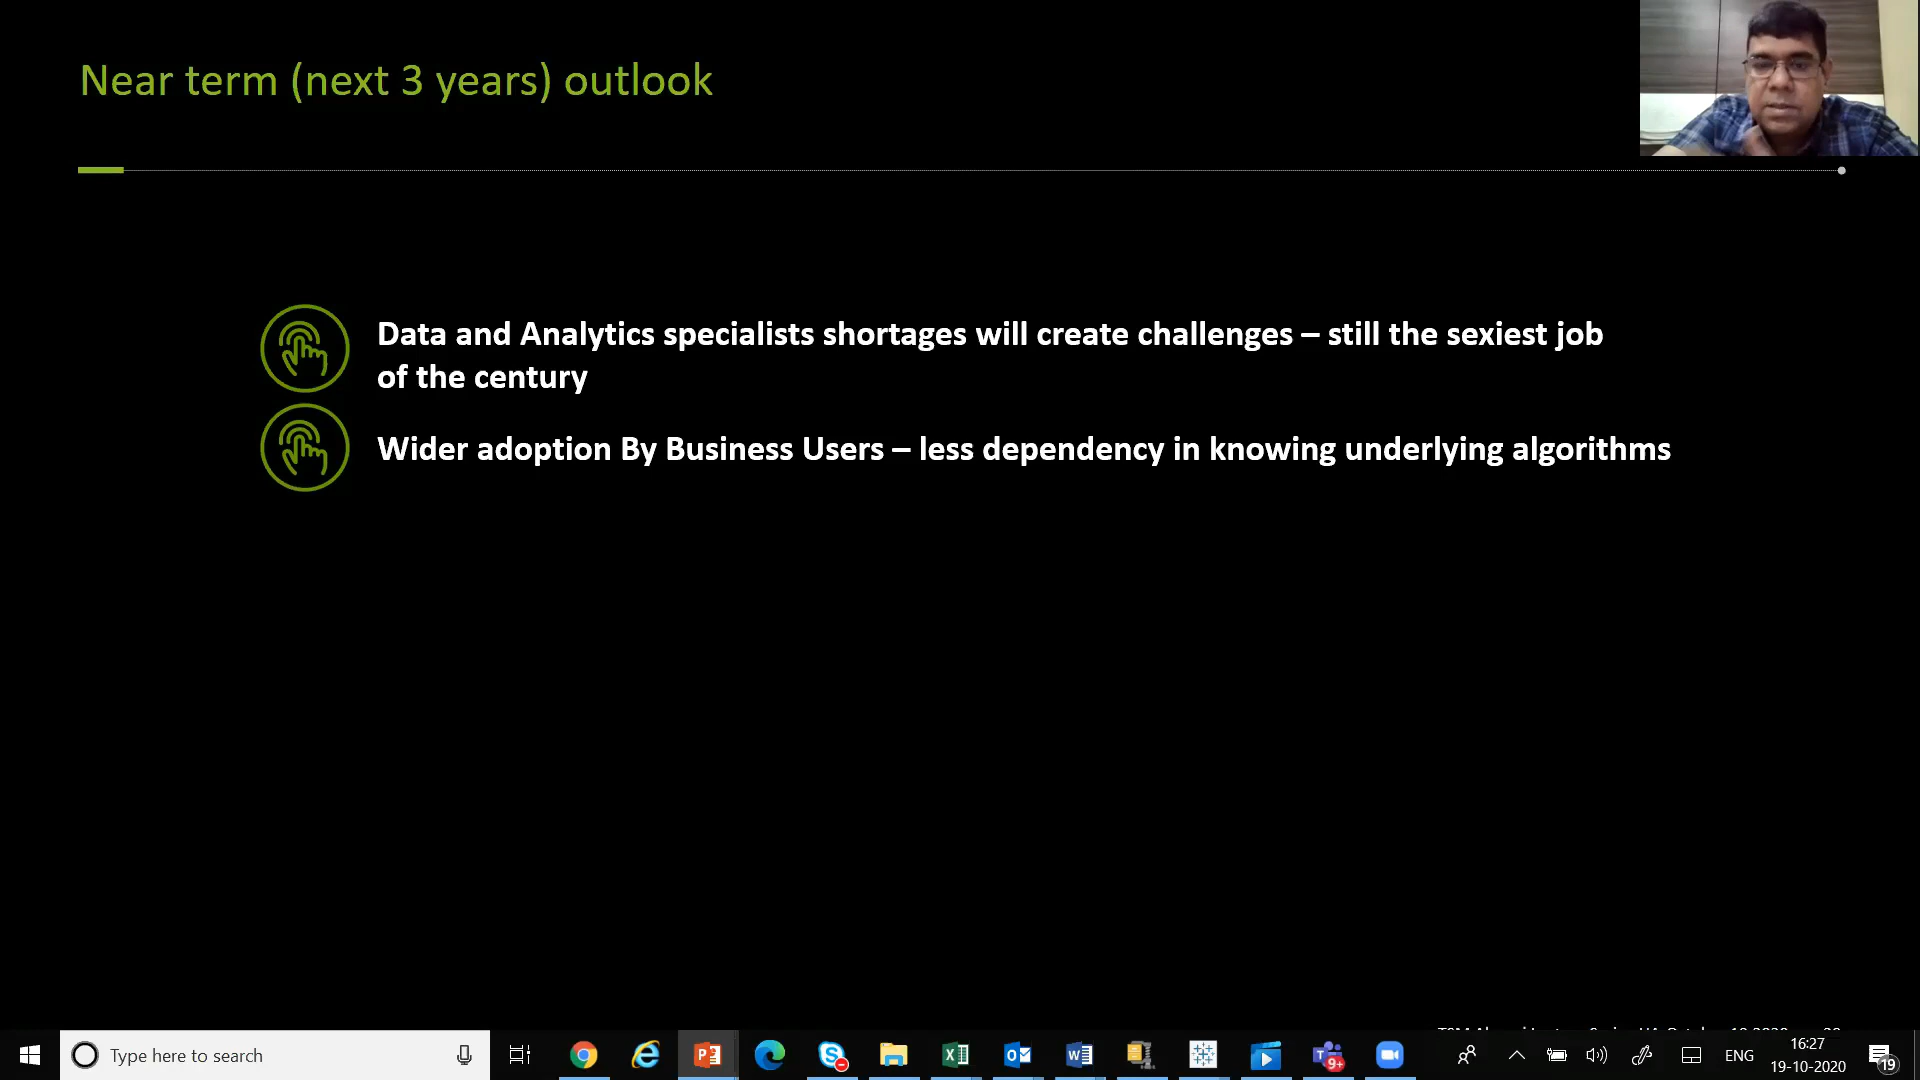 Near term (next 3 years) outlook
Data and Analytics specialists shortages will create challenges – still the sexiest job
of the century
Wider adoption By Business Users – less dependency in knowing underlying algorithms
Type here to search
9+
ENG
16:27
19-10-2020
19